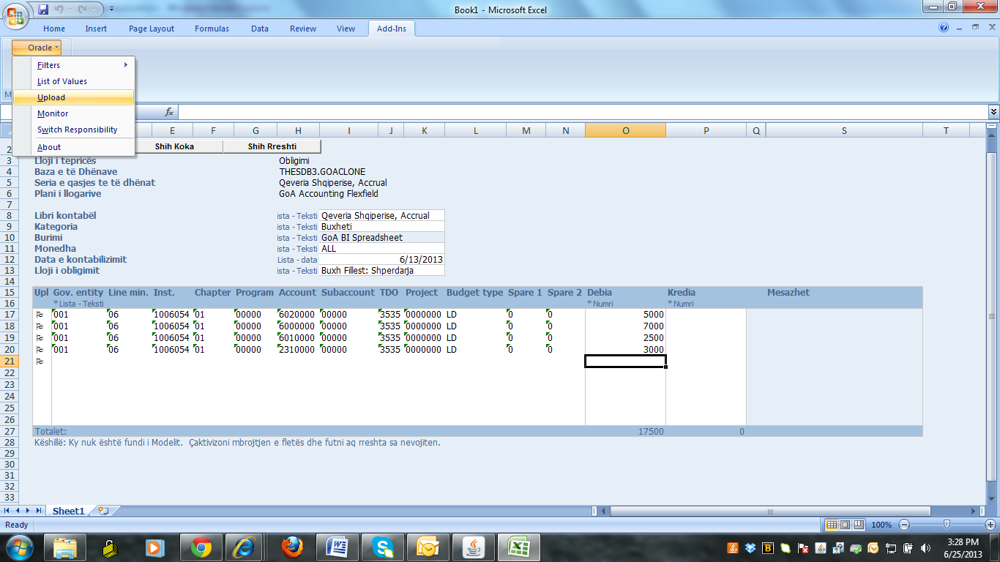 Book1 - Microsoft Excel
Home Insert Page Layout Formulas Data Review View Add-Ins
Oracle
Filters
List of Values
Upload
Monitor
Switch Responsibility
About
fx
E F G H I J K L M N O P Q S T
2 Shih Koka Shih Rreshti
3 Lloji i tepricës Obligimi
4 Baza e të Dhënave THESDB3.GOACLONE
5 Seria e qasjes te të dhënat Qeveria Shqiperise, Accrual
6 Plani i llogarive GoA Accounting Flexfield
7
8 Libri kontabël ista - Teksti Qeveria Shqiperise, Accrual
9 Kategoria ista - Teksti Buxheti
10 Burimi ista - Teksti GoA BI Spreadsheet
11 Monedha ista - Teksti ALL
12 Data e kontabilizimit Lista - data 6/13/2013
13 Lloji i obligimit ista - Teksti Buxh Fillest: Shperdarja
14
15 Upl Gov. entity Line min. Inst. Chapter Program Account Subaccount TDO Project Budget type Spare 1 Spare 2 Debia Kredia Mesazhet
16 * Lista - Teksti * Numri * Numri
17 001 06 1006054 01 00000 6020000 00000 3535 0000000 LD 0 0 5000
18 001 06 1006054 01 00000 6000000 00000 3535 0000000 LD 0 0 7000
19 001 06 1006054 01 00000 6010000 00000 3535 0000000 LD 0 0 2500
20 001 06 1006054 01 00000 2310000 00000 3535 0000000 LD 0 0 3000
21
22
23
24
25
26
27 Totalet: 17500 0
28 Këshillë: Ky nuk është fundi i Modelit. Çaktivizoni mbrojtjen e fletës dhe futni aq rreshta sa nevojiten.
29
30
31
32
33
Sheet1
Ready 100%
3:28 PM
6/25/2013